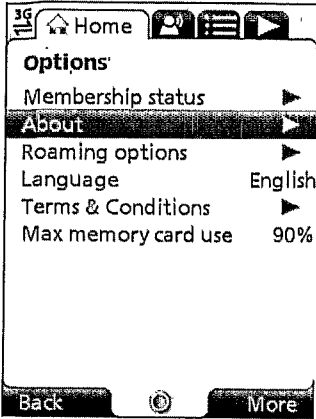 3G Home
Options
Membership status
About
Roaming options
Language English
Terms & Conditions
Max memory card use 90%
Back More